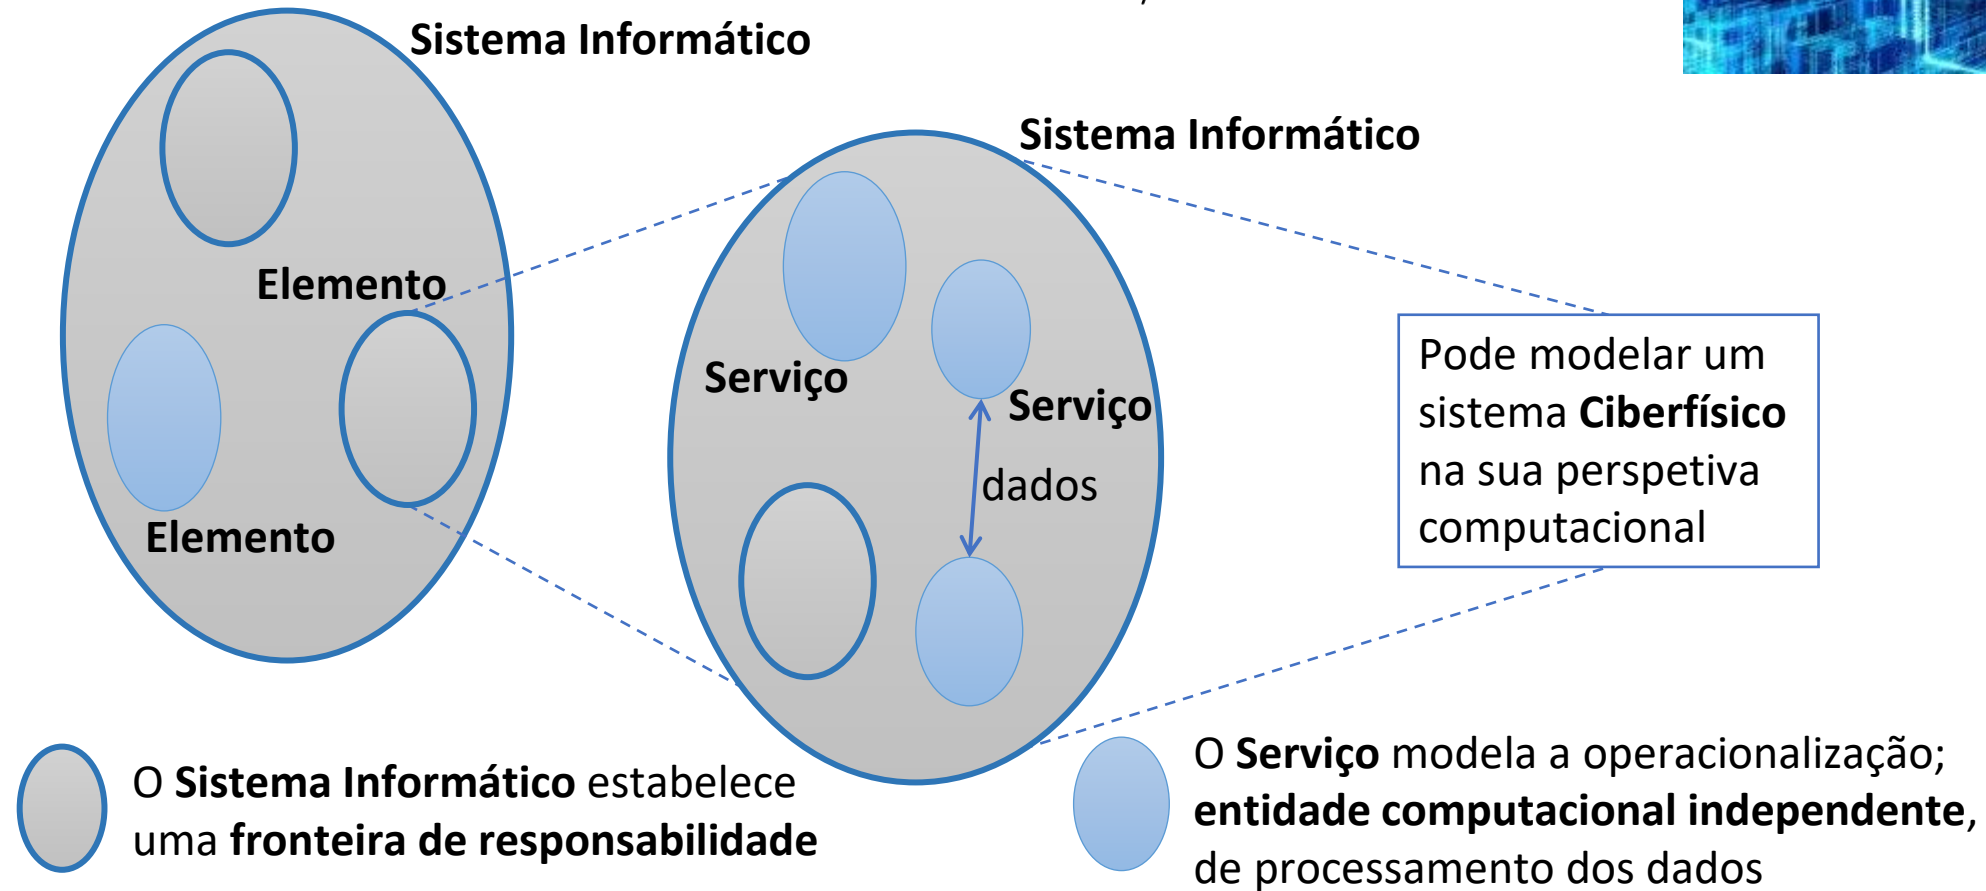 Sistema Informático
Sistema Informático
Elemento
Elemento
Serviço
Serviço
dados
Pode modelar um
sistema Ciberfísico
na sua perspetiva
computacional
O Sistema Informático estabelece
uma fronteira de responsabilidade
O Serviço modela a operacionalização;
entidade computacional independente,
de processamento dos dados